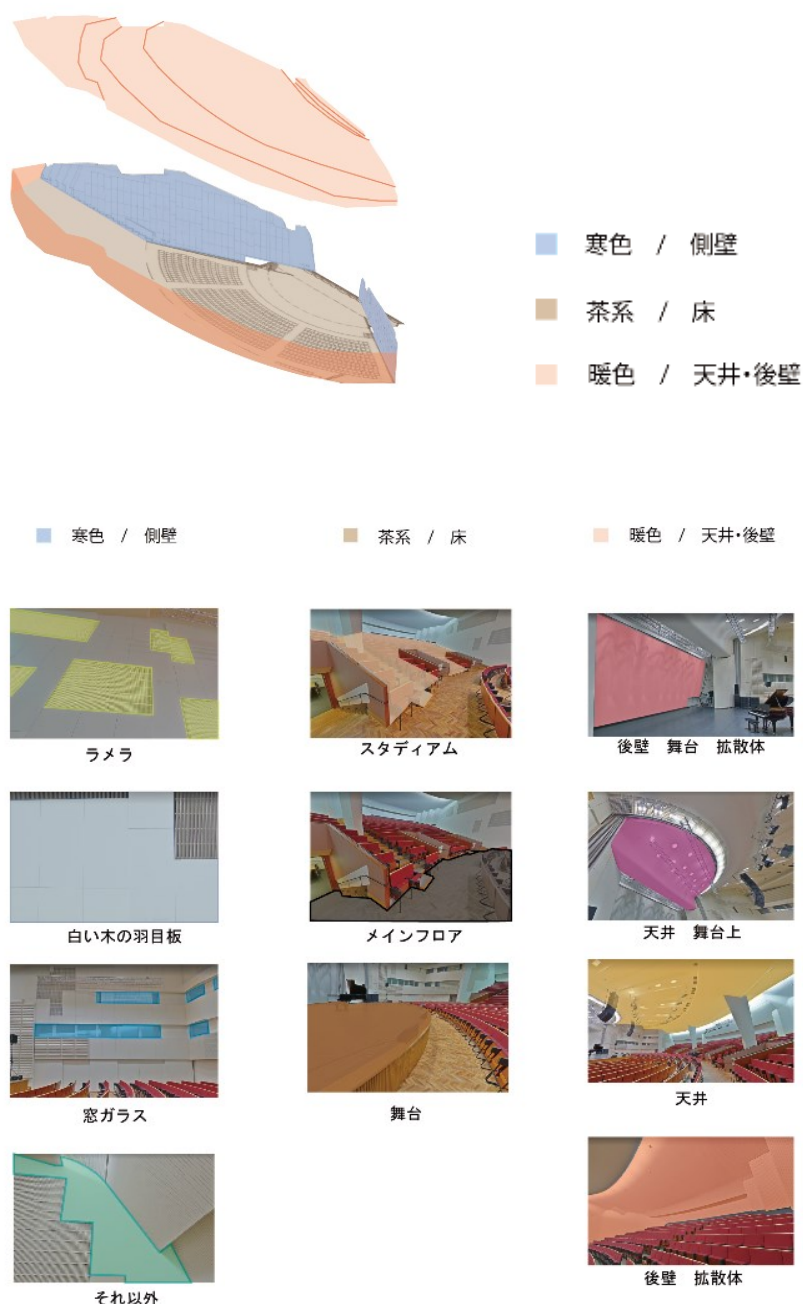 寒色 / 側壁
茶系 / 床
暖色 / 天井・後壁
寒色 / 側壁
茶系 / 床
暖色 / 天井・後壁
ラメラ
スタディアム
後壁 舞台 拡散体
白い木の羽目板
メインフロア
天井 舞台上
窓ガラス
舞台
天井
それ以外
後壁 拡散体